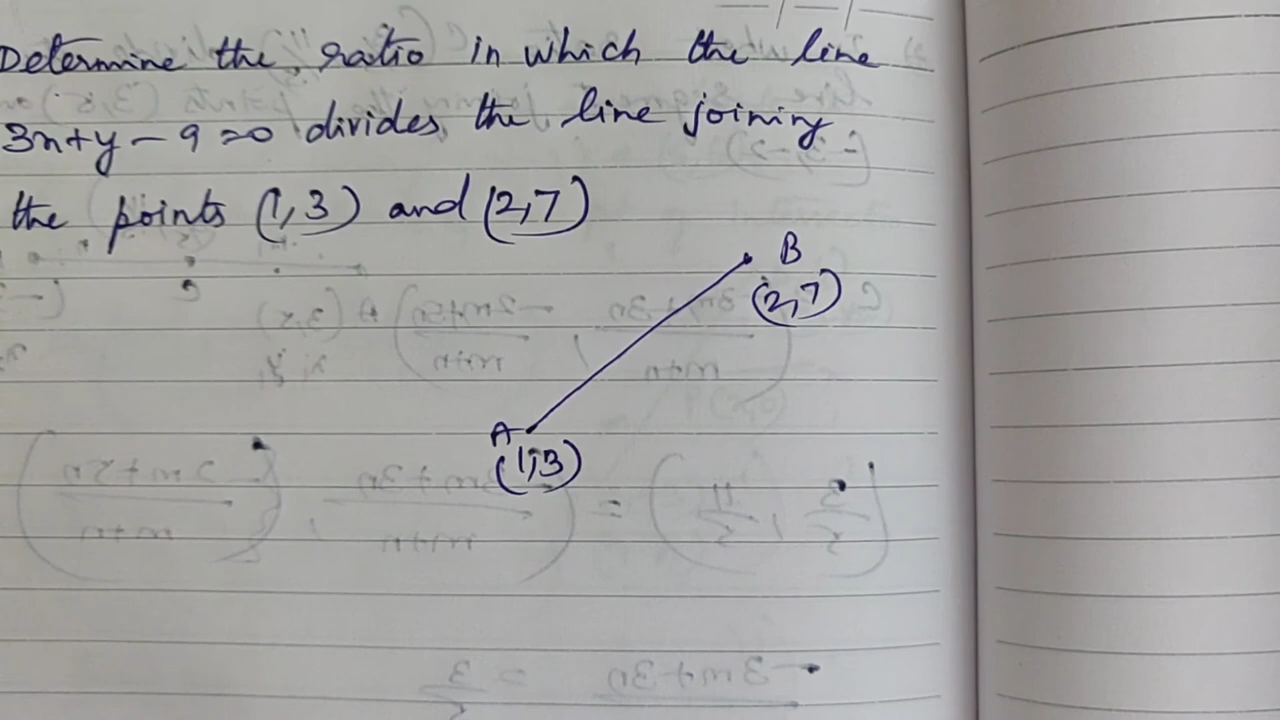 Determine the ratio in which the line
3x+y-9=0 divides the line joining
the points (1,3) and (2,7)
B
(2,7)
A
(1,3)